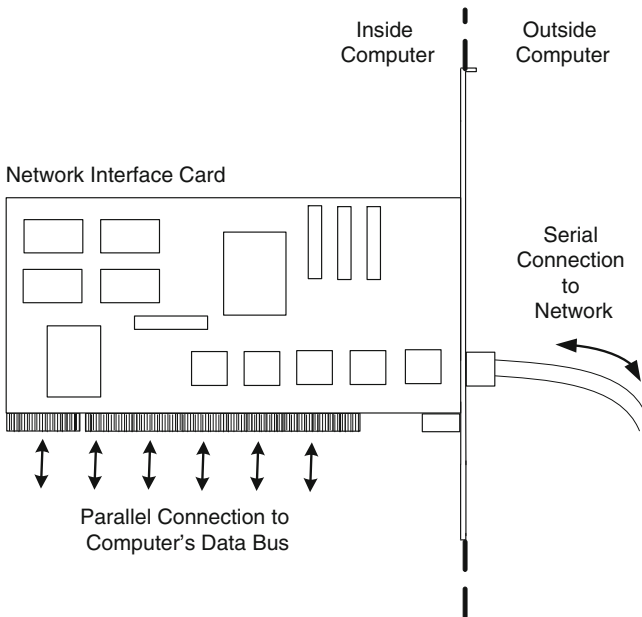 Inside
Computer
Outside
Computer
Network Interface Card
Serial
Connection
to
Network
Parallel Connection to
Computer's Data Bus